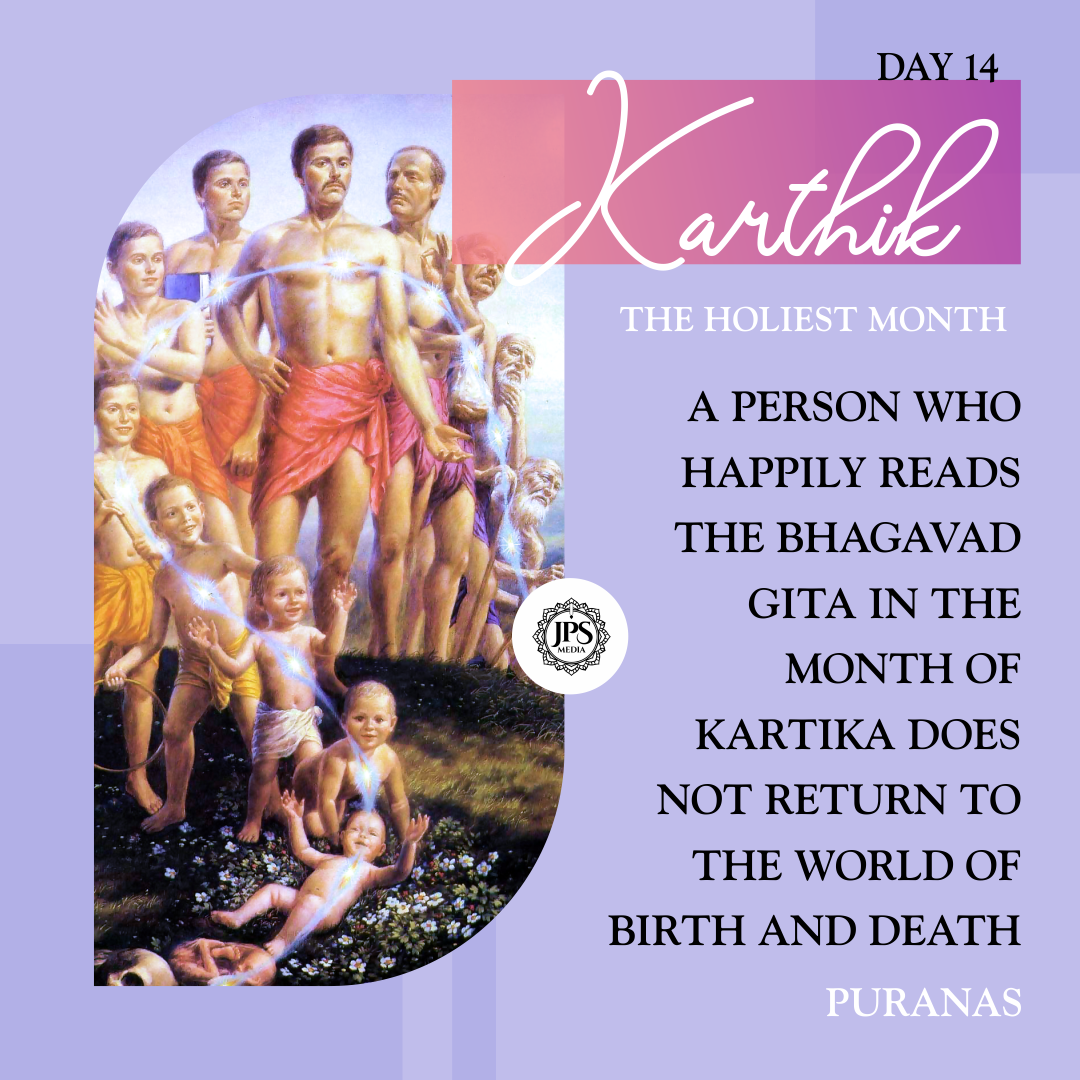 DAY 14
Karthik
THE HOLIEST MONTH
A PERSON WHO
HAPPILY READS
THE BHAGAVAD
GITA IN THE
MONTH OF
KARTIKA DOES
NOT RETURN TO
THE WORLD OF
BIRTH AND DEATH
PURANAS
JPS
MEDIA